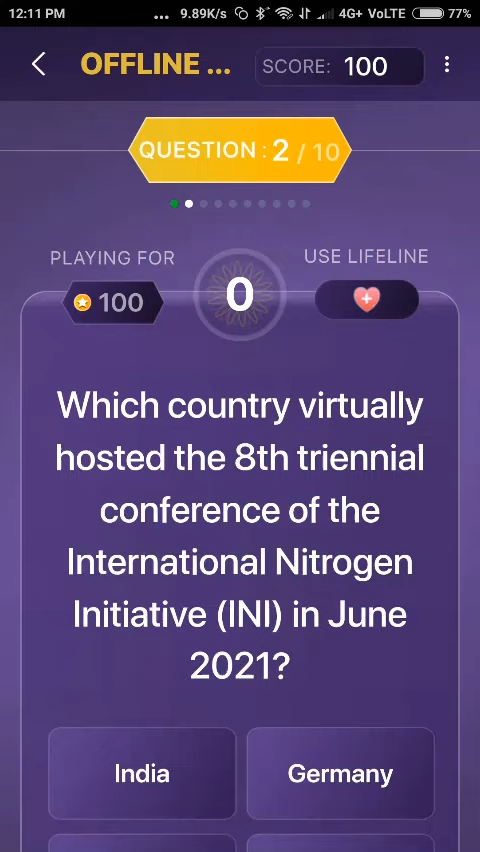 12:11 PM ... 9.89K/s 4G+ VoLTE 77%
OFFLINE ... SCORE: 100
QUESTION : 2 / 10
PLAYING FOR USE LIFELINE
100 0
Which country virtually
hosted the 8th triennial
conference of the
International Nitrogen
Initiative (INI) in June
2021?
India Germany